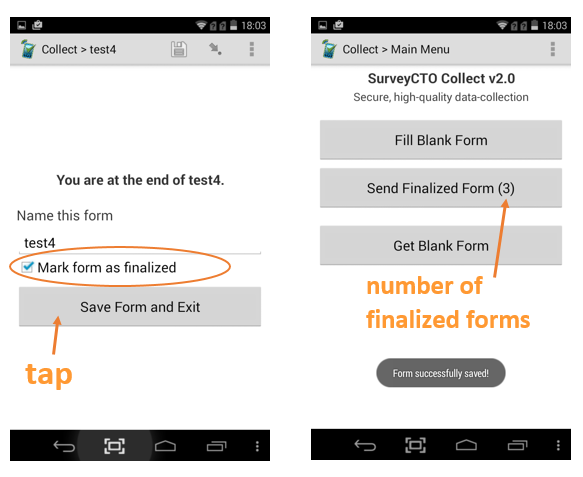 18:03
Collect > test4
You are at the end of test4.
Name this form
test4
Mark form as finalized
Save Form and Exit
tap
18:03
Collect > Main Menu
SurveyCTO Collect v2.0
Secure, high-quality data-collection
Fill Blank Form
Send Finalized Form (3)
Get Blank Form
number of
finalized forms
Form successfully saved!